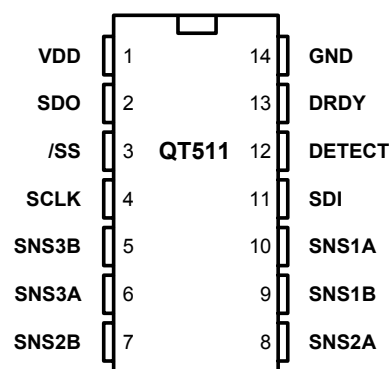 VDD 1 14 GND
SDO 2 13 DRDY
/SS 3 QT511 12 DETECT
SCLK 4 11 SDI
SNS3B 5 10 SNS1A
SNS3A 6 9 SNS1B
SNS2B 7 8 SNS2A